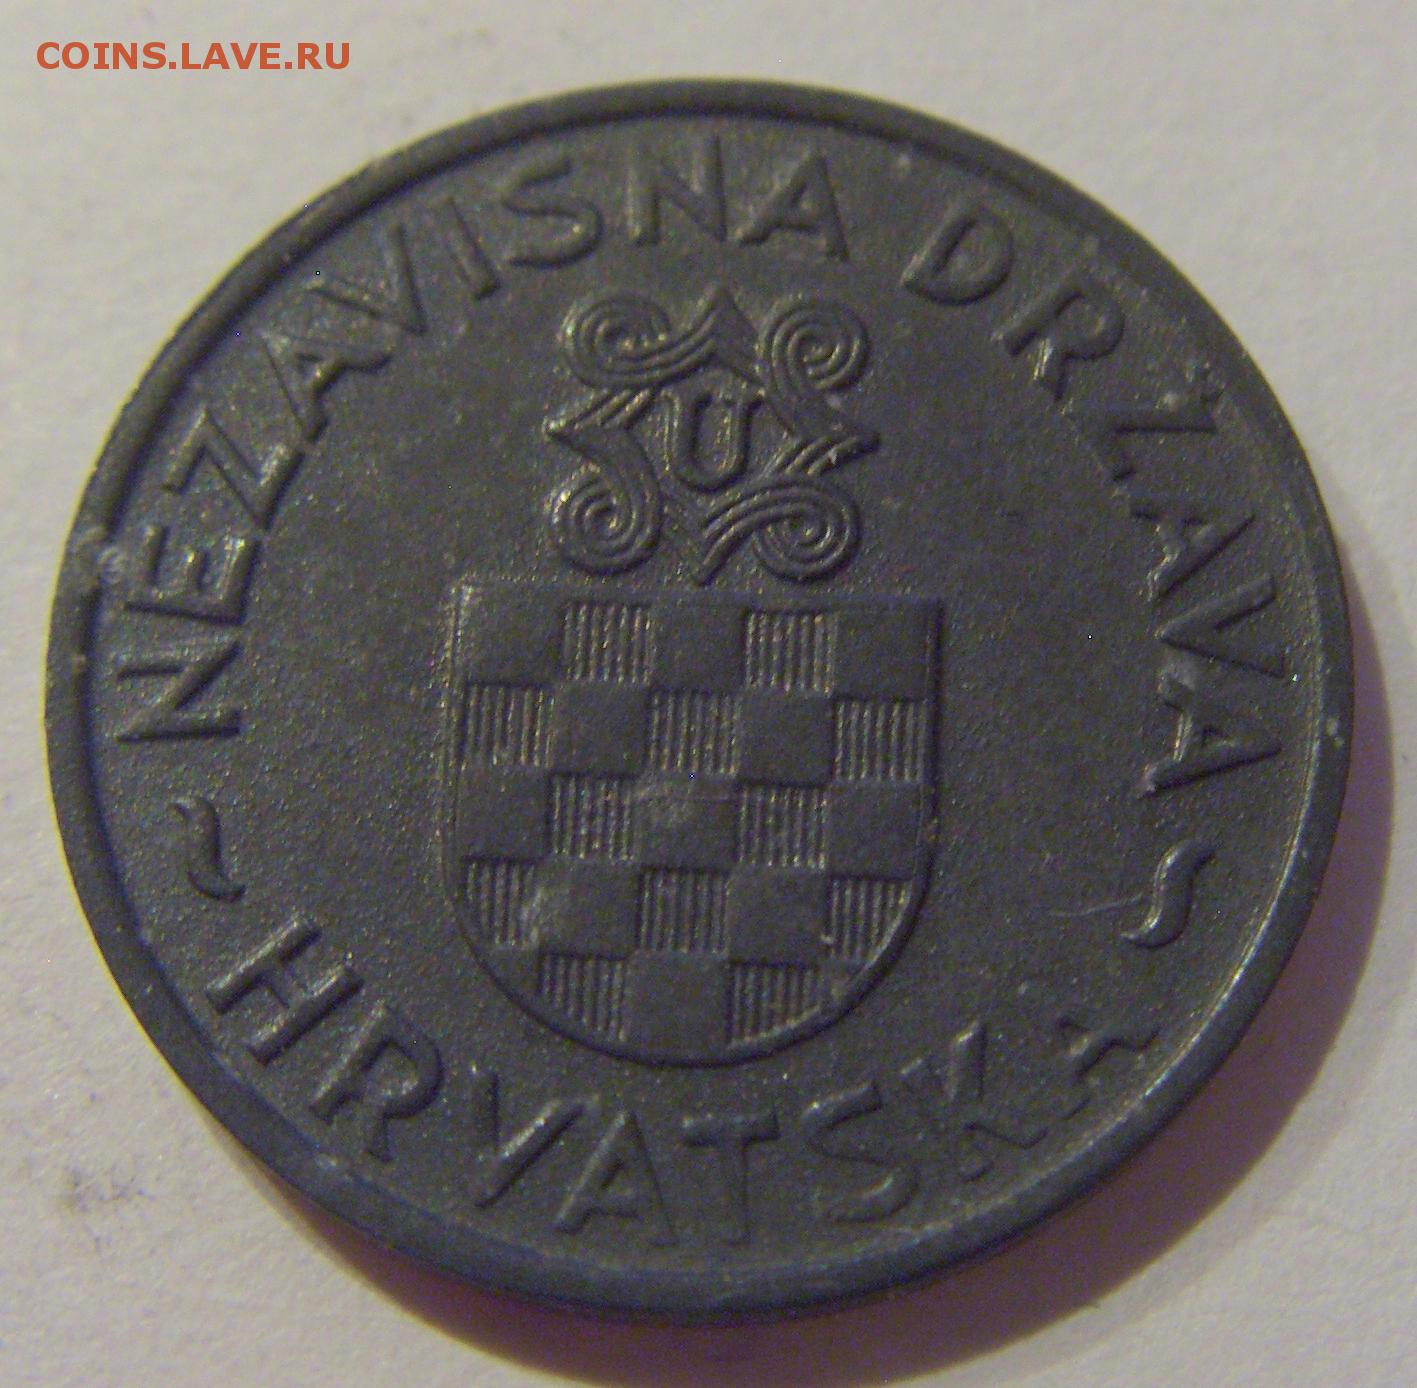 COINS.LAVE.RU
NEZAVISNA DRŽAVA
U
~ HRVATSKA ~